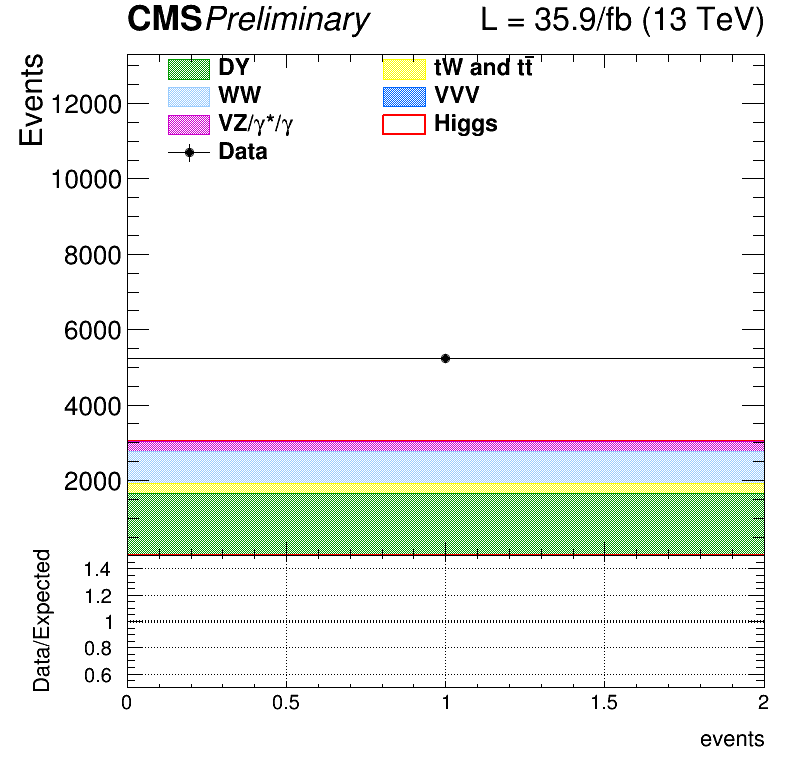 CMS Preliminary L = 35.9/fb (13 TeV)
Events
DY tW and tt̄
WW VVV
VZ/γ*/γ Higgs
Data
12000
10000
8000
6000
4000
2000
Data/Expected
1.4
1.2
1
0.8
0.6
0 0.5 1 1.5 2
events